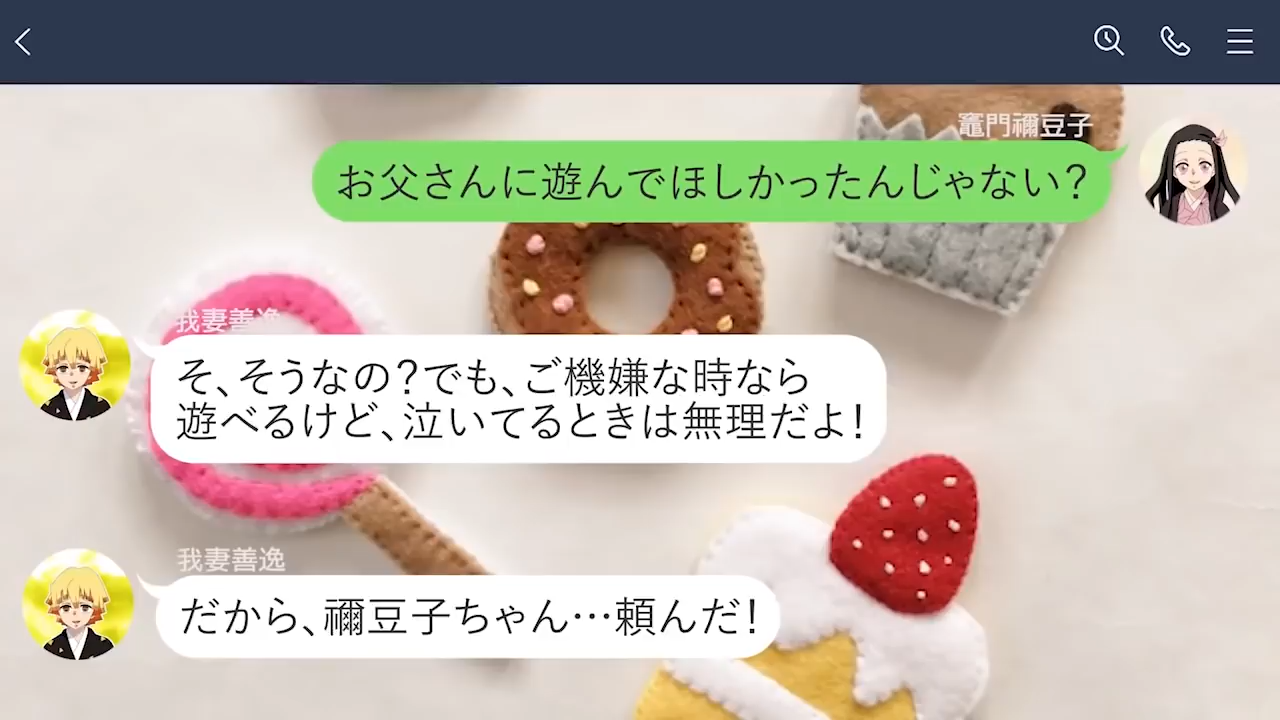 竈門禰豆子
お父さんに遊んでほしかったんじゃない?
我妻善逸
そ、そうなの?でも、ご機嫌な時なら
遊べるけど、泣いてるときは無理だよ!
我妻善逸
だから、禰豆子ちゃん…頼んだ!